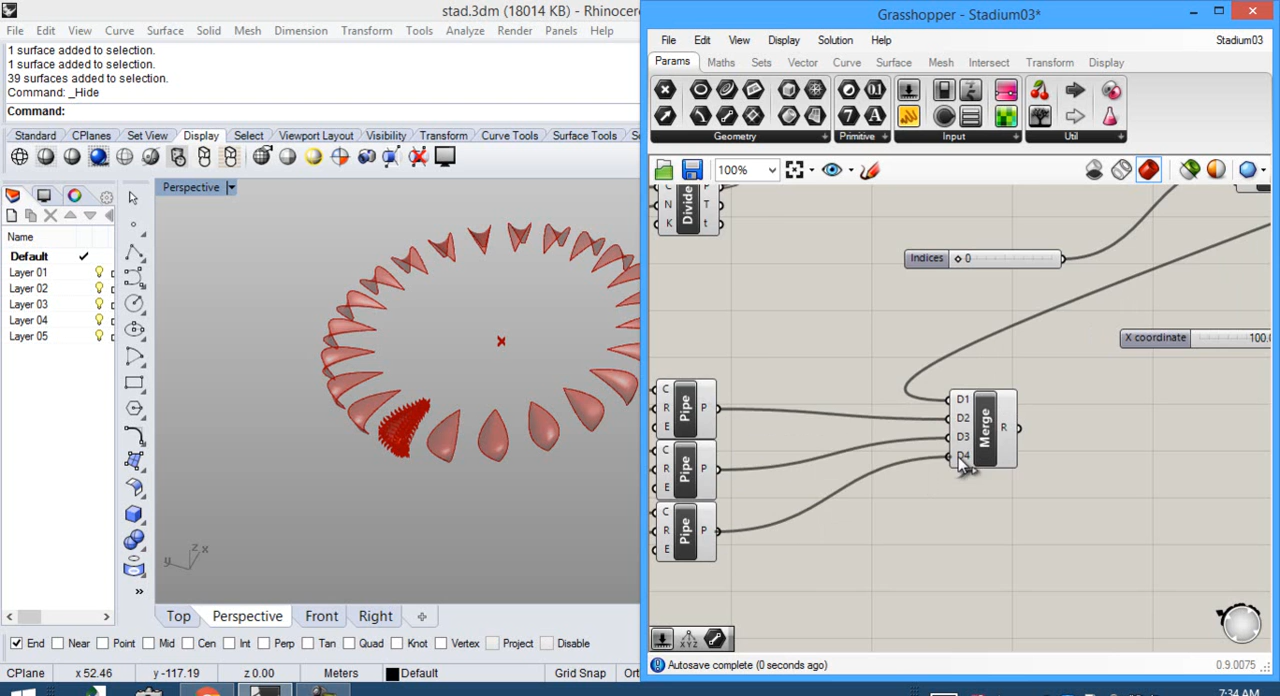 stad.3dm (18014 KB) - Rhinocero
File Edit View Curve Surface Solid Mesh Dimension Transform Tools Analyze Render Panels Help
1 surface added to selection.
1 surface added to selection.
39 surfaces added to selection.
Command: _Hide
Command:
Standard CPlanes Set View Display Select Viewport Layout Visibility Transform Curve Tools Surface Tools So
Name
Default
Layer 01
Layer 02
Layer 03
Layer 04
Layer 05
Perspective
z x
y
Top Perspective Front Right
End Near Point Mid Cen Int Perp Tan Quad Knot Vertex Project Disable
CPlane x 52.46 y -117.19 z 0.00 Meters Default Grid Snap Ort
Grasshopper - Stadium03*
File Edit View Display Solution Help Stadium03
Params Maths Sets Vector Curve Surface Mesh Intersect Transform Display
Geometry Primitive Input Util
100%
C P
N Divide T
K t
Indices 0
X coordinate 100.
C
R Pipe P
E
C
R Pipe P
E
C
R Pipe P
E
D1
D2
D3
D4
Merge R
Autosave complete (0 seconds ago) 0.9.0075
7:34 AM